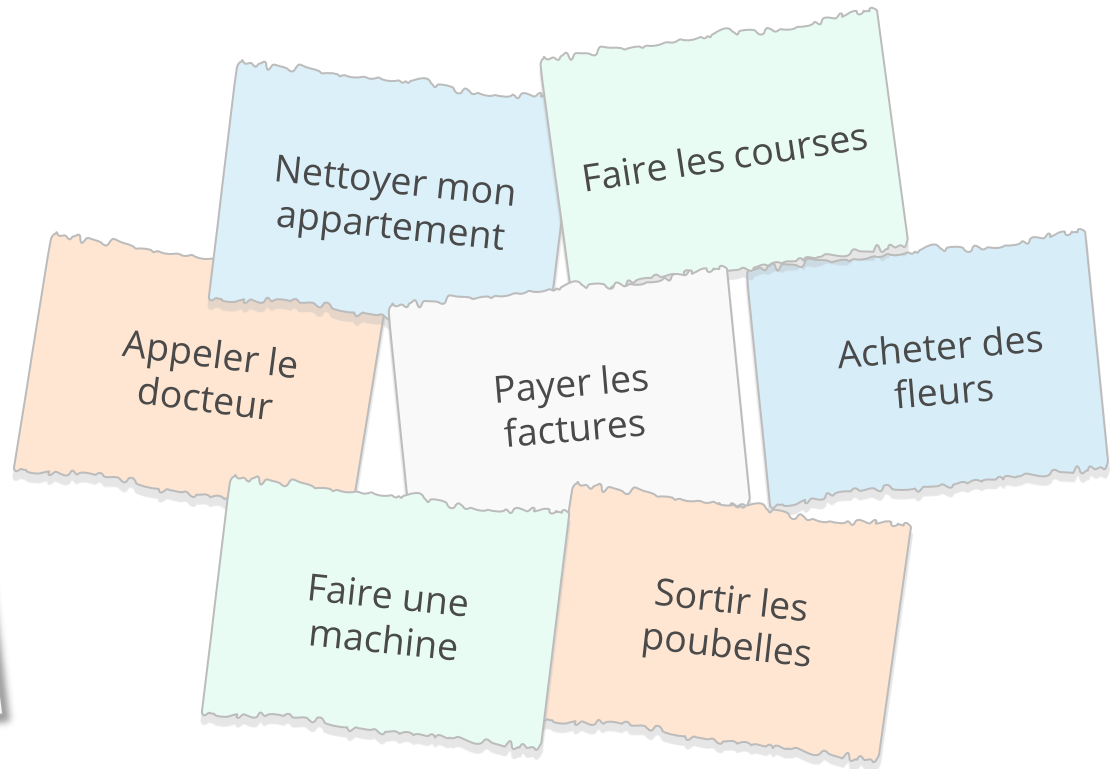 Nettoyer mon
appartement
Faire les courses
Appeler le
docteur
Payer les
factures
Acheter des
fleurs
Faire une
machine
Sortir les
poubelles